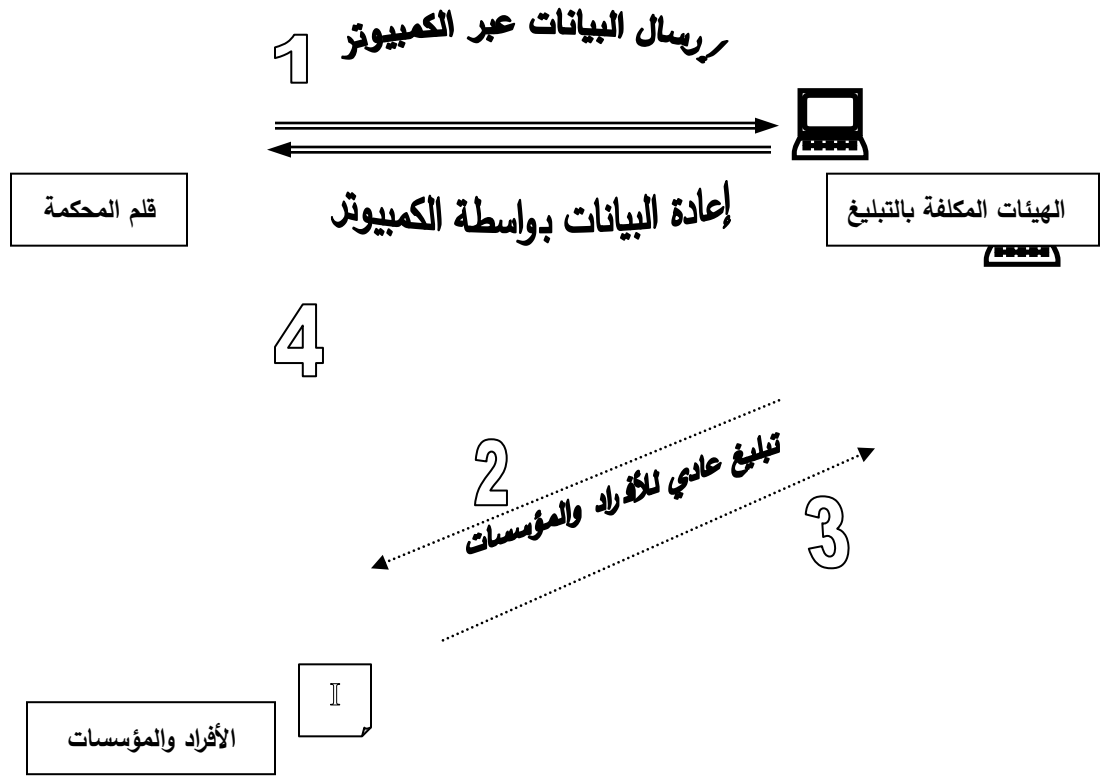 إرسال البيانات عبر الكمبيوتر
1
قلم المحكمة
الهيئات المكلفة بالتبليغ
إعادة البيانات بواسطة الكمبيوتر
4
2
تبليغ عادي للأفراد والمؤسسات
3
I
الأفراد والمؤسسات